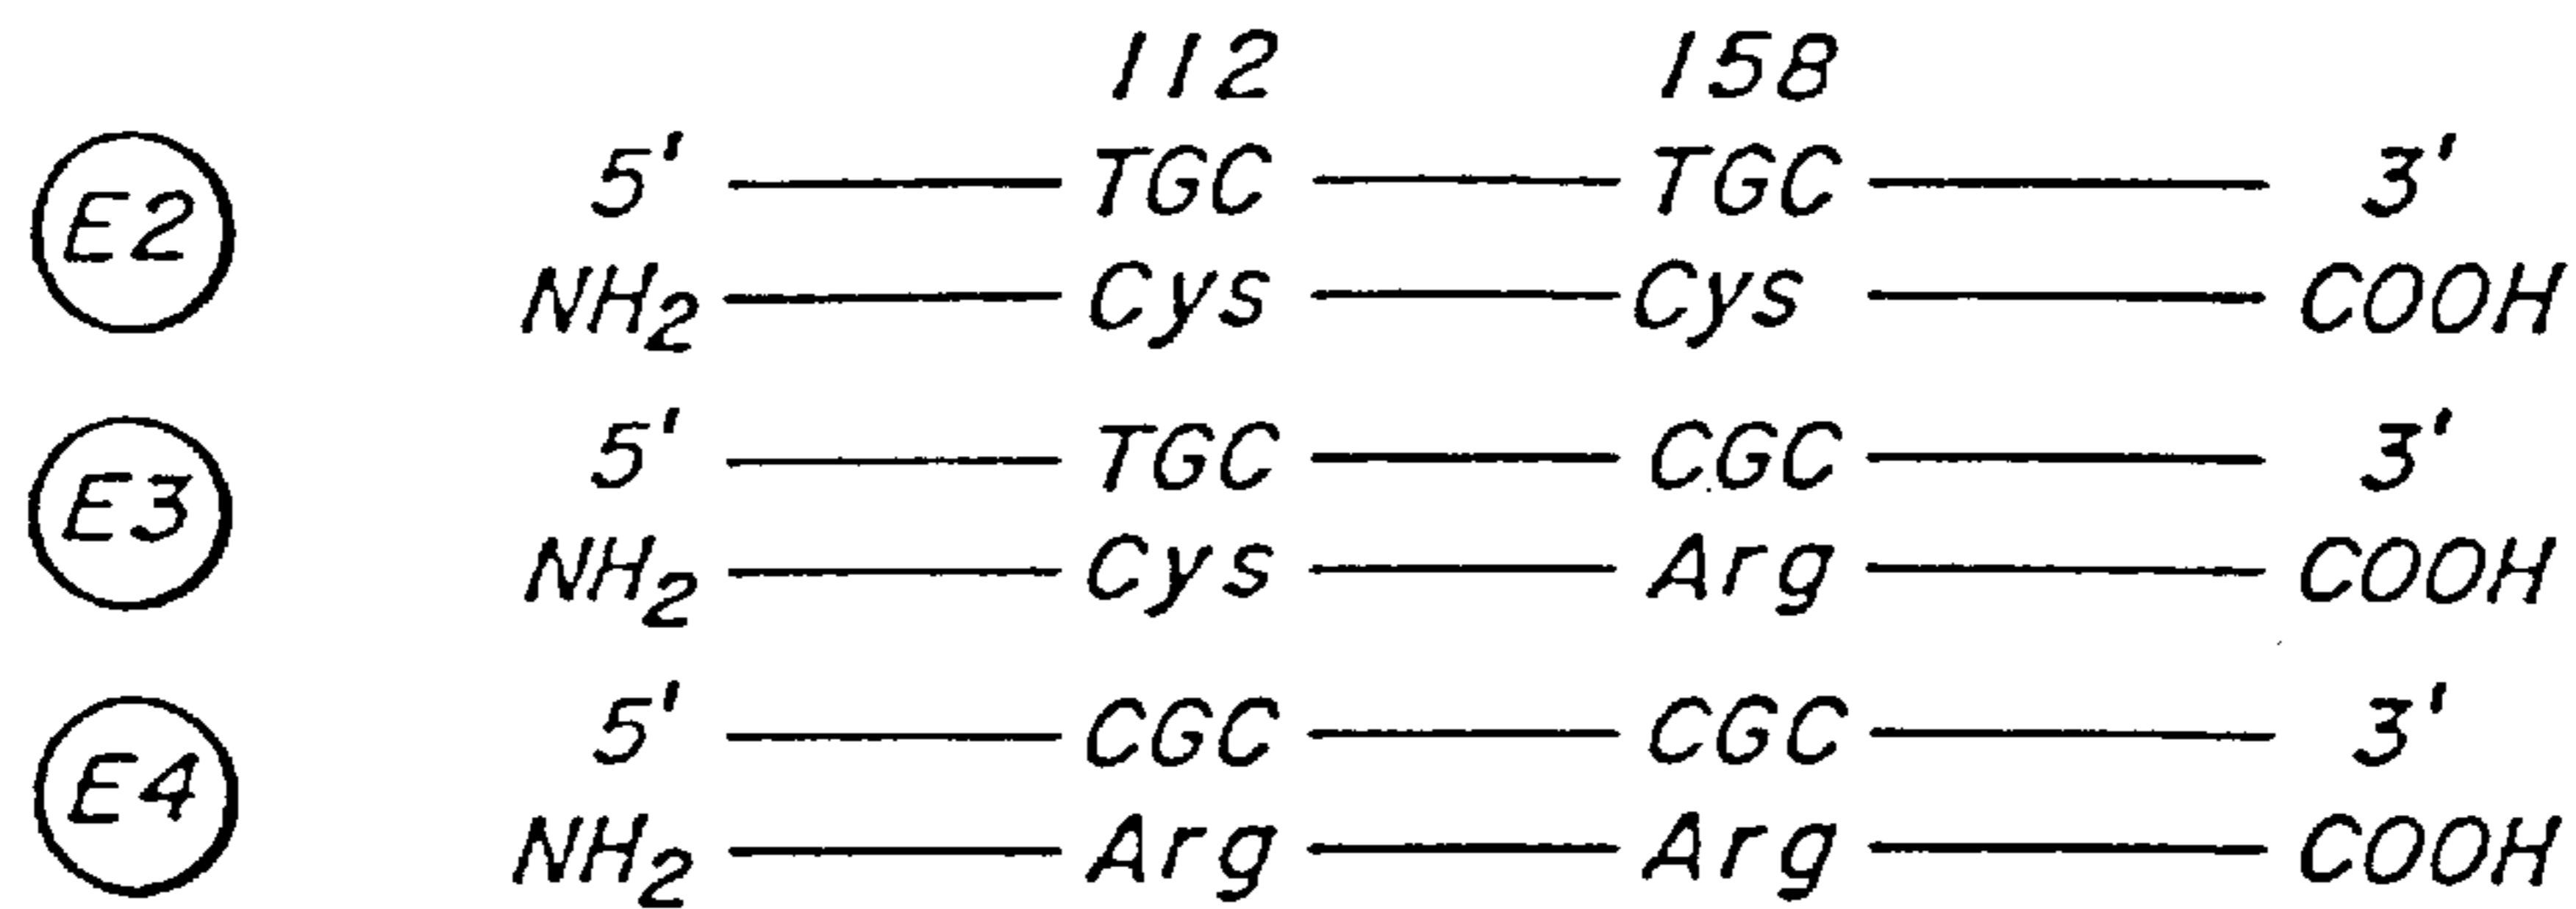 112 158
5' TGC TGC 3'
E2
NH2 Cys Cys COOH
5' TGC CGC 3'
E3
NH2 Cys Arg COOH
5' CGC CGC 3'
E4
NH2 Arg Arg COOH